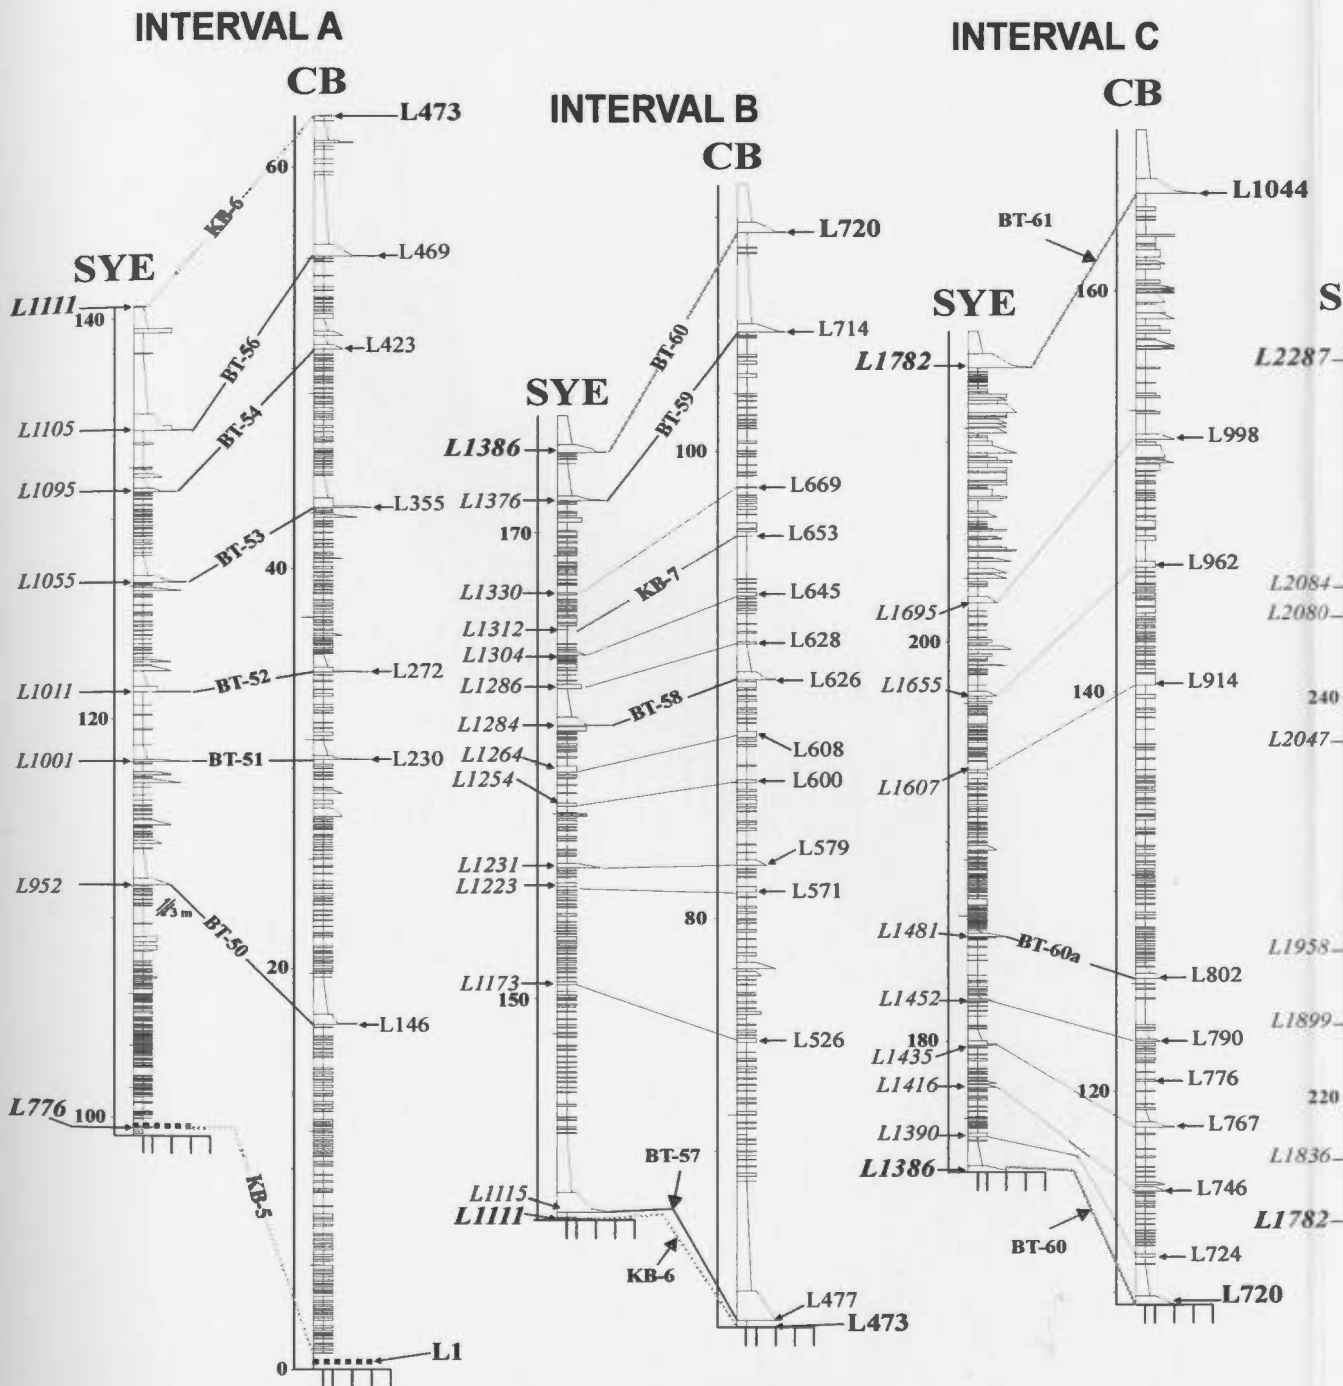 INTERVAL A
CB
L473
60
KB-6
SYE
L1111
140
L469
BT-56
L423
L1105
BT-54
L1095
L355
BT-53
40
L1055
L272
BT-52
L1011
120
L1001
BT-51
L230
L952
3 m
BT-50
20
L146
L776
100
KB-5
L1
0
INTERVAL B
CB
L720
BT-60
L714
SYE
BT-59
L1386
100
L1376
L669
170
L653
L1330
KB-7
L645
L1312
L1304
L628
L1286
L626
BT-58
L1284
L608
L1264
L1254
L600
L579
L1231
L571
L1223
80
L1173
150
L526
BT-57
L1115
L1111
KB-6
L477
L473
INTERVAL C
CB
L1044
BT-61
160
SYE
L1782
L998
L962
L1695
200
L1655
140
L914
L1607
L1481
BT-60a
L802
L1452
180
L790
L1435
L776
L1416
120
L767
L1390
L1386
L746
BT-60
L724
L720
S
L2287
L2084
L2080
240
L2047
L1958
L1899
220
L1836
L1782